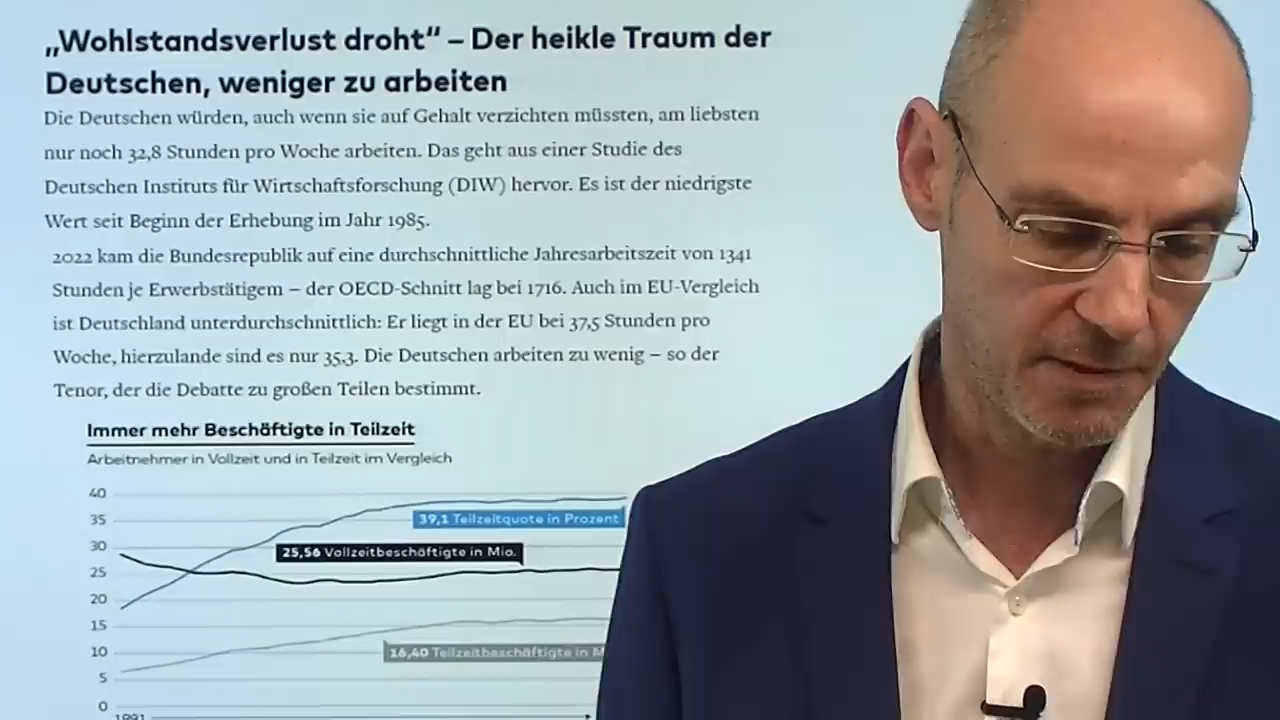 „Wohlstandsverlust droht“ – Der heikle Traum der
Deutschen, weniger zu arbeiten
Die Deutschen würden, auch wenn sie auf Gehalt verzichten müssten, am liebsten
nur noch 32,8 Stunden pro Woche arbeiten. Das geht aus einer Studie des
Deutschen Instituts für Wirtschaftsforschung (DIW) hervor. Es ist der niedrigste
Wert seit Beginn der Erhebung im Jahr 1985.
2022 kam die Bundesrepublik auf eine durchschnittliche Jahresarbeitszeit von 1341
Stunden je Erwerbstätigem – der OECD-Schnitt lag bei 1716. Auch im EU-Vergleich
ist Deutschland unterdurchschnittlich: Er liegt in der EU bei 37,5 Stunden pro
Woche, hierzulande sind es nur 35,3. Die Deutschen arbeiten zu wenig – so der
Tenor, der die Debatte zu großen Teilen bestimmt.
Immer mehr Beschäftigte in Teilzeit
Arbeitnehmer in Vollzeit und in Teilzeit im Vergleich
40
35
39,1 Teilzeitquote in Prozent
30
25,56 Vollzeitbeschäftigte in Mio.
25
20
15
10
16,40 Teilzeitbeschäftigte in M
5
0
1991